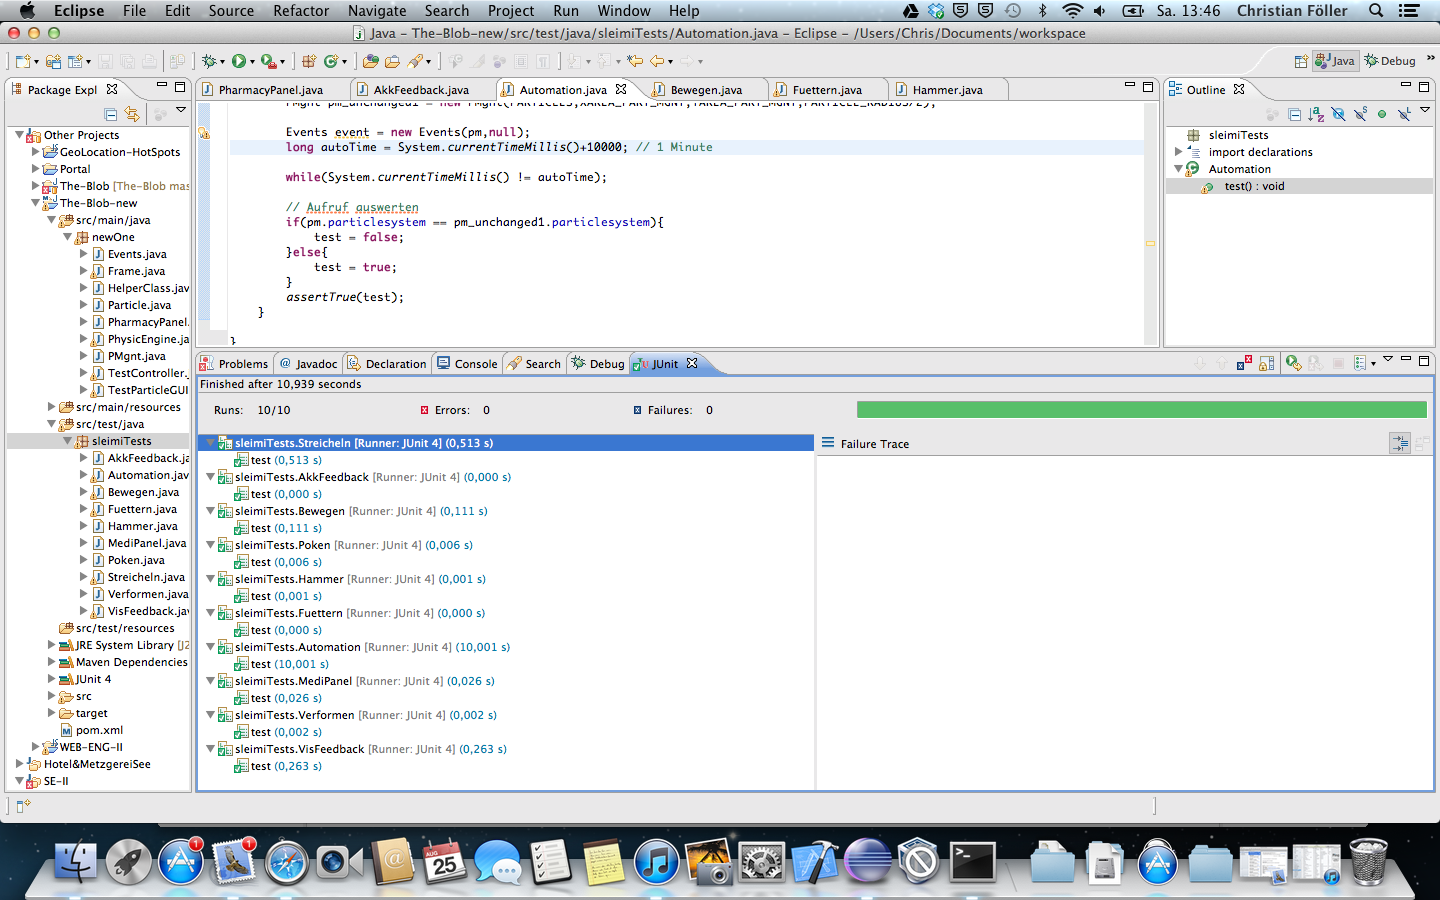 Eclipse File Edit Source Refactor Navigate Search Project Run Window Help Sa. 13:46 Christian Föller
Java – The-Blob-new/src/test/java/sleimiTests/Automation.java – Eclipse – /Users/Chris/Documents/workspace
Java Debug
Package Expl
Other Projects
GeoLocation-HotSpots
Portal
The-Blob [The-Blob mas
The-Blob-new
src/main/java
newOne
Events.java
Frame.java
HelperClass.jav
Particle.java
PharmacyPanel.
PhysicEngine.ja
PMgnt.java
TestController.
TestParticleGUI
src/main/resources
src/test/java
sleimiTests
AkkFeedback.ja
Automation.jav
Bewegen.java
Fuettern.java
Hammer.java
MediPanel.java
Poken.java
Streicheln.java
Verformen.java
VisFeedback.jav
src/test/resources
JRE System Library [J2
Maven Dependencies
JUnit 4
src
target
pom.xml
WEB-ENG-II
Hotel&MetzgereiSee
SE-II
PharmacyPanel.java AkkFeedback.java Automation.java Bewegen.java Fuettern.java Hammer.java
PMgnt pm_unchanged1 = new PMgnt(PARTICLES,XAREA_PART_MGNT,YAREA_PART_MGNT,PARTICLE_RADIUS/2);
Events event = new Events(pm,null);
long autoTime = System.currentTimeMillis()+10000; // 1 Minute
while(System.currentTimeMillis() != autoTime);
// Aufruf auswerten
if(pm.particlesystem == pm_unchanged1.particlesystem){
test = false;
}else{
test = true;
}
assertTrue(test);
}
}
Outline
sleimiTests
import declarations
Automation
test() : void
Problems @ Javadoc Declaration Console Search Debug JUnit
Finished after 10,939 seconds
Runs: 10/10 Errors: 0 Failures: 0
sleimiTests.Streicheln [Runner: JUnit 4] (0,513 s)
test (0,513 s)
sleimiTests.AkkFeedback [Runner: JUnit 4] (0,000 s)
test (0,000 s)
sleimiTests.Bewegen [Runner: JUnit 4] (0,111 s)
test (0,111 s)
sleimiTests.Poken [Runner: JUnit 4] (0,006 s)
test (0,006 s)
sleimiTests.Hammer [Runner: JUnit 4] (0,001 s)
test (0,001 s)
sleimiTests.Fuettern [Runner: JUnit 4] (0,000 s)
test (0,000 s)
sleimiTests.Automation [Runner: JUnit 4] (10,001 s)
test (10,001 s)
sleimiTests.MediPanel [Runner: JUnit 4] (0,026 s)
test (0,026 s)
sleimiTests.Verformen [Runner: JUnit 4] (0,002 s)
test (0,002 s)
sleimiTests.VisFeedback [Runner: JUnit 4] (0,263 s)
test (0,263 s)
Failure Trace
1 1
AUG
25